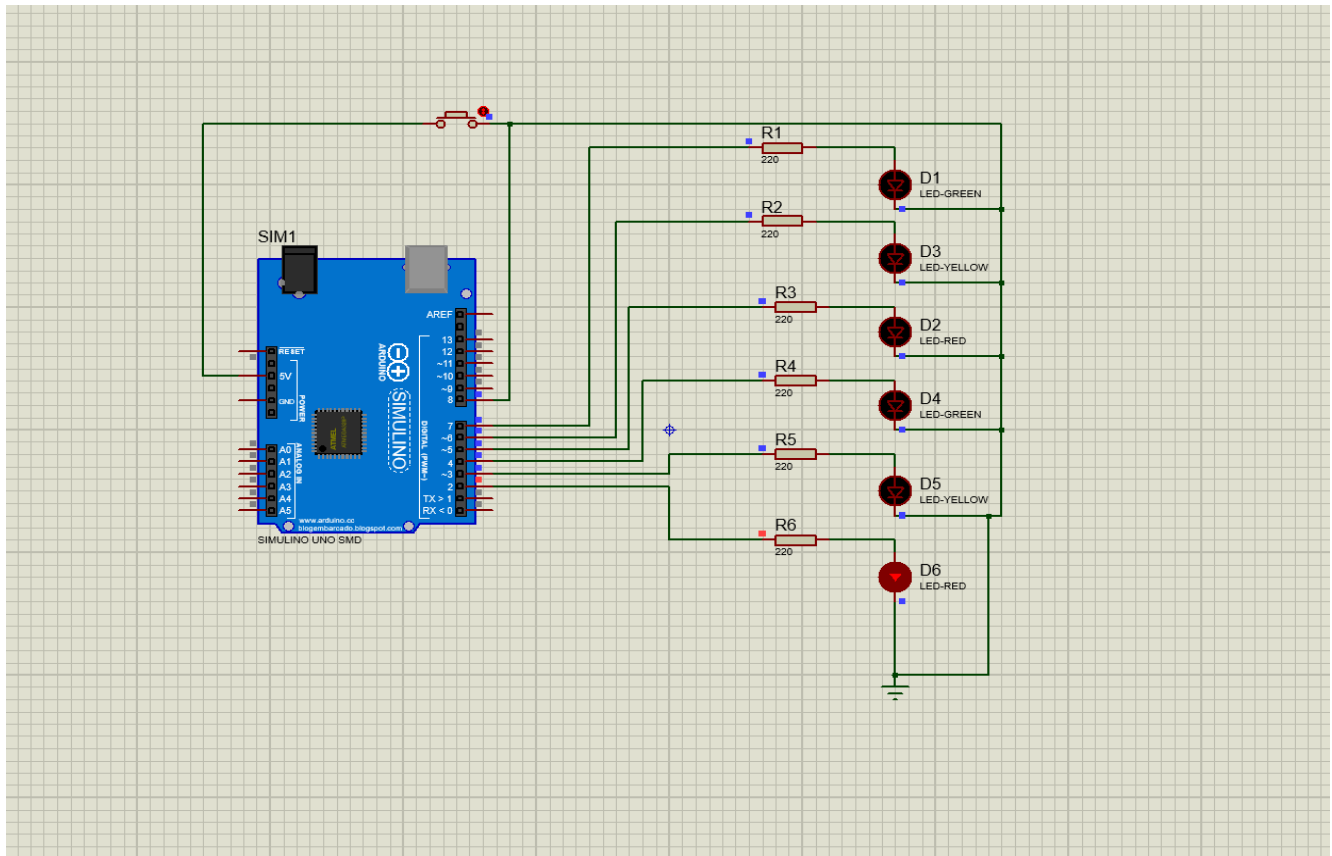 R1
220
D1
LED-GREEN
R2
220
D3
LED-YELLOW
SIM1
R3
220
D2
LED-RED
AREF
13
12
~11
~10
~9
8
RESET
5V
GND
POWER
ARDUINO
SIMULINO
ATMEL
R4
220
D4
LED-GREEN
DIGITAL (PWM~)
7
~6
~5
4
~3
2
TX > 1
RX < 0
ANALOG IN
A0
A1
A2
A3
A4
A5
R5
220
D5
LED-YELLOW
www.arduino.cc
blogembarcado.blogspot.com
SIMULINO UNO SMD
R6
220
D6
LED-RED